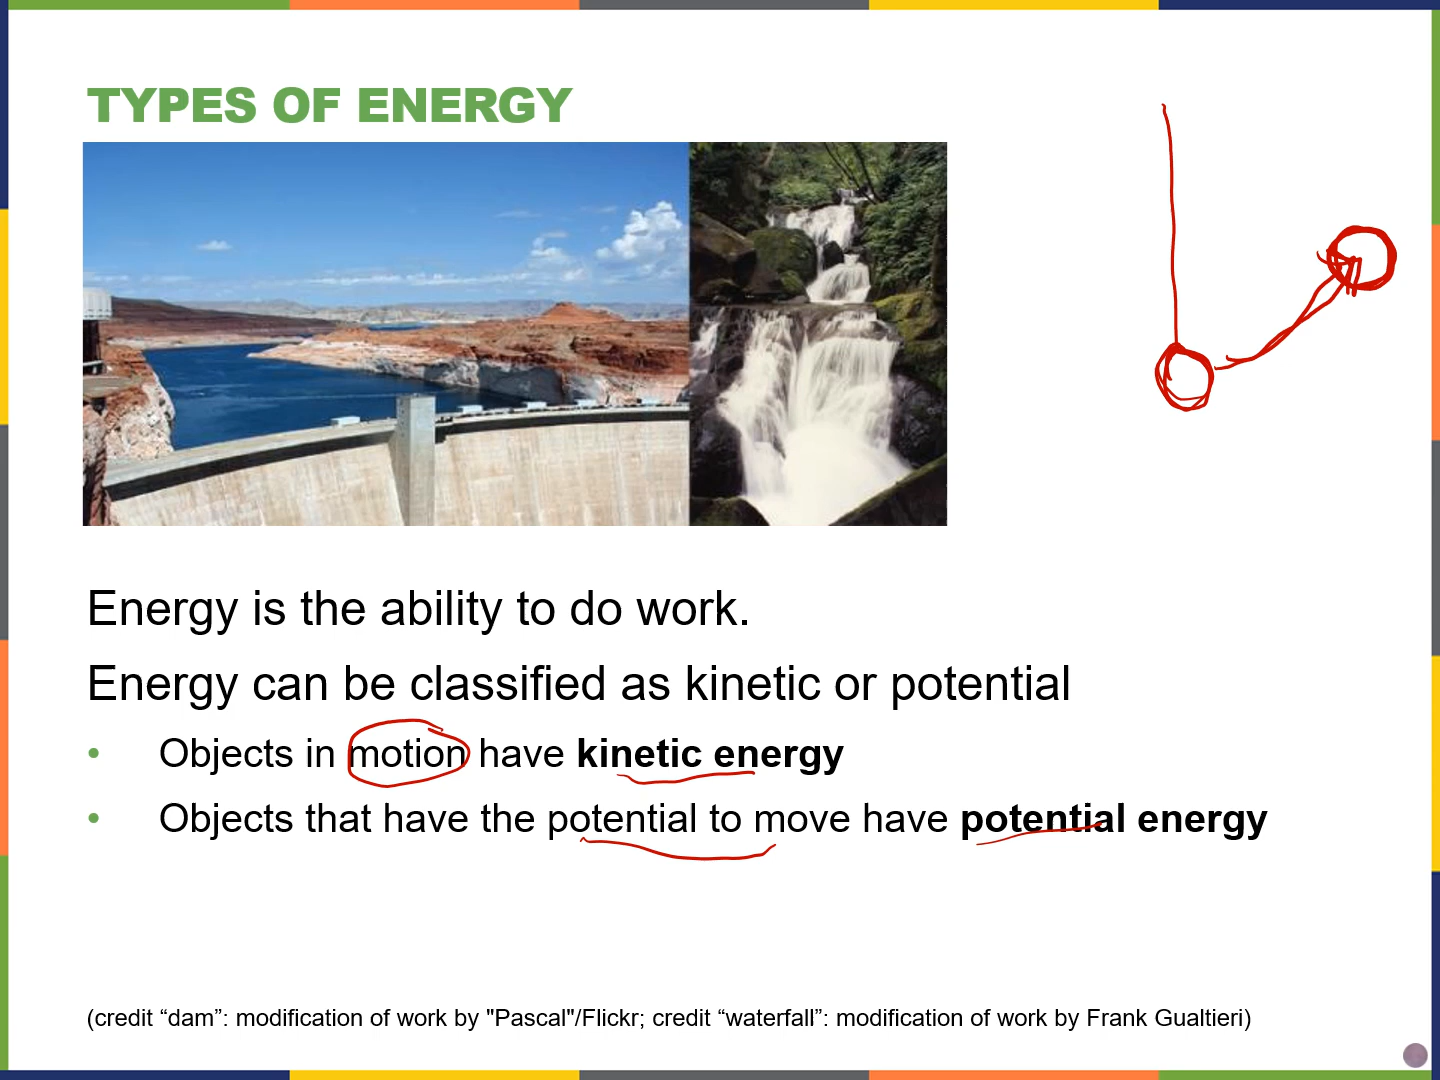 TYPES OF ENERGY
Energy is the ability to do work.
Energy can be classified as kinetic or potential
• Objects in motion have kinetic energy
• Objects that have the potential to move have potential energy
(credit “dam”: modification of work by "Pascal"/Flickr; credit “waterfall”: modification of work by Frank Gualtieri)